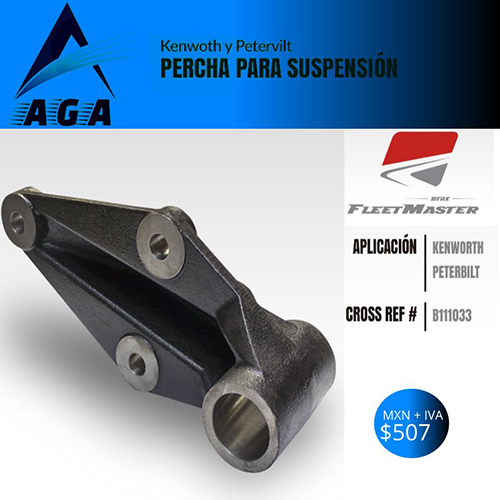 Kenwoth y Petervilt
PERCHA PARA SUSPENSIÓN
AGA
BTRX
FLEETMASTER
APLICACIÓN
KENWORTH
PETERBILT
CROSS REF #
B111033
MXN + IVA
$507